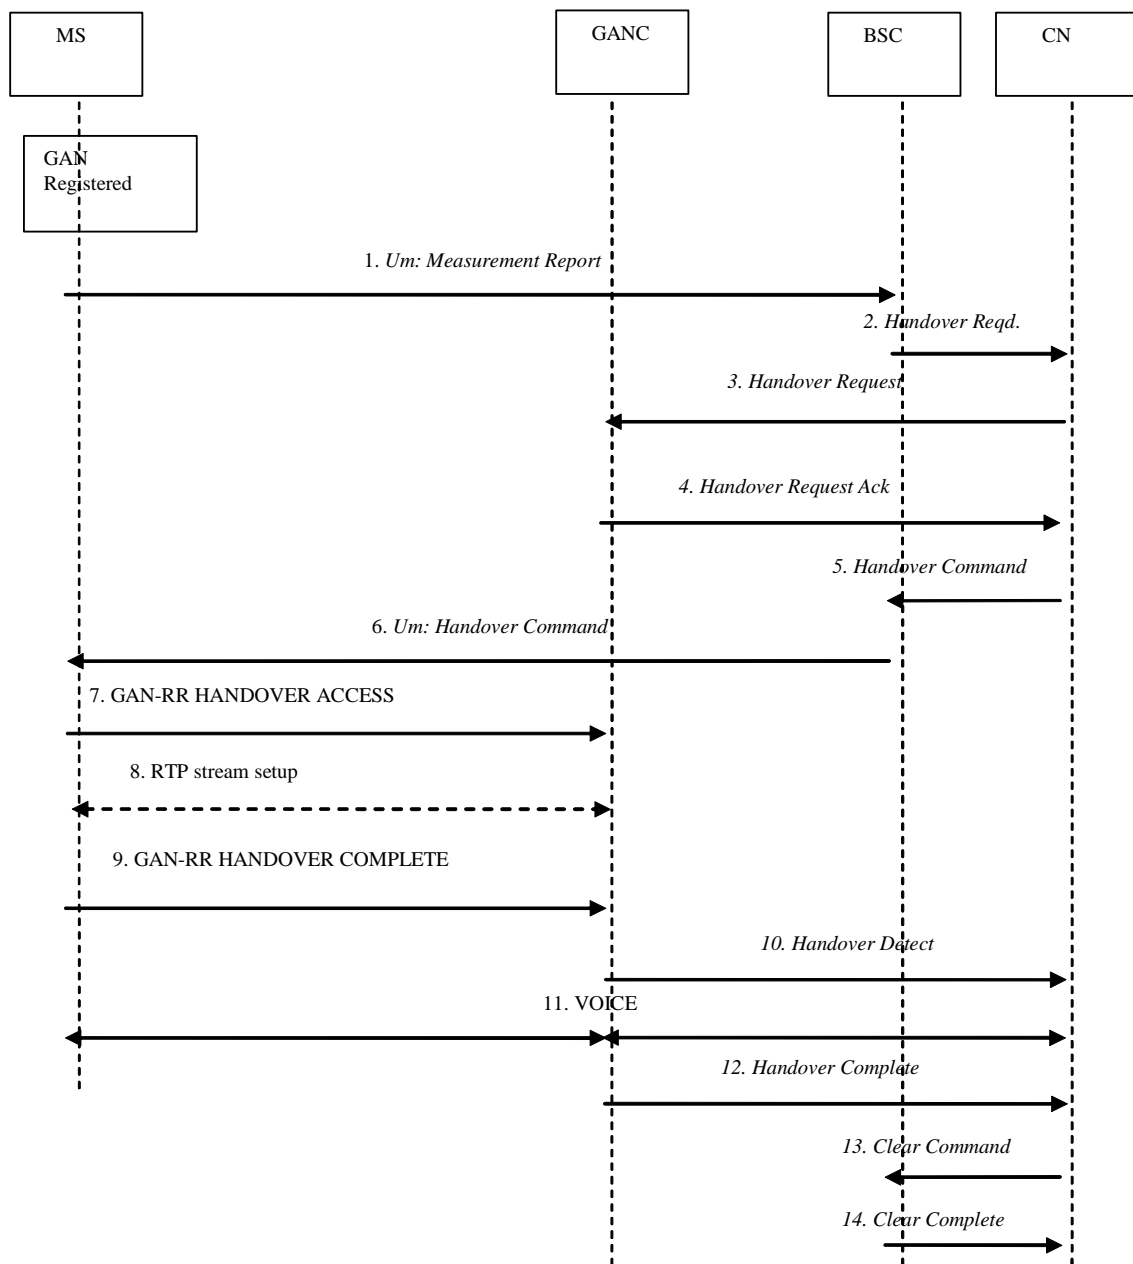 MS
GANC
BSC
CN
GAN
Registered
1. Um: Measurement Report
2. Handover Reqd.
3. Handover Request
4. Handover Request Ack
5. Handover Command
6. Um: Handover Command
7. GAN-RR HANDOVER ACCESS
8. RTP stream setup
9. GAN-RR HANDOVER COMPLETE
10. Handover Detect
11. VOICE
12. Handover Complete
13. Clear Command
14. Clear Complete